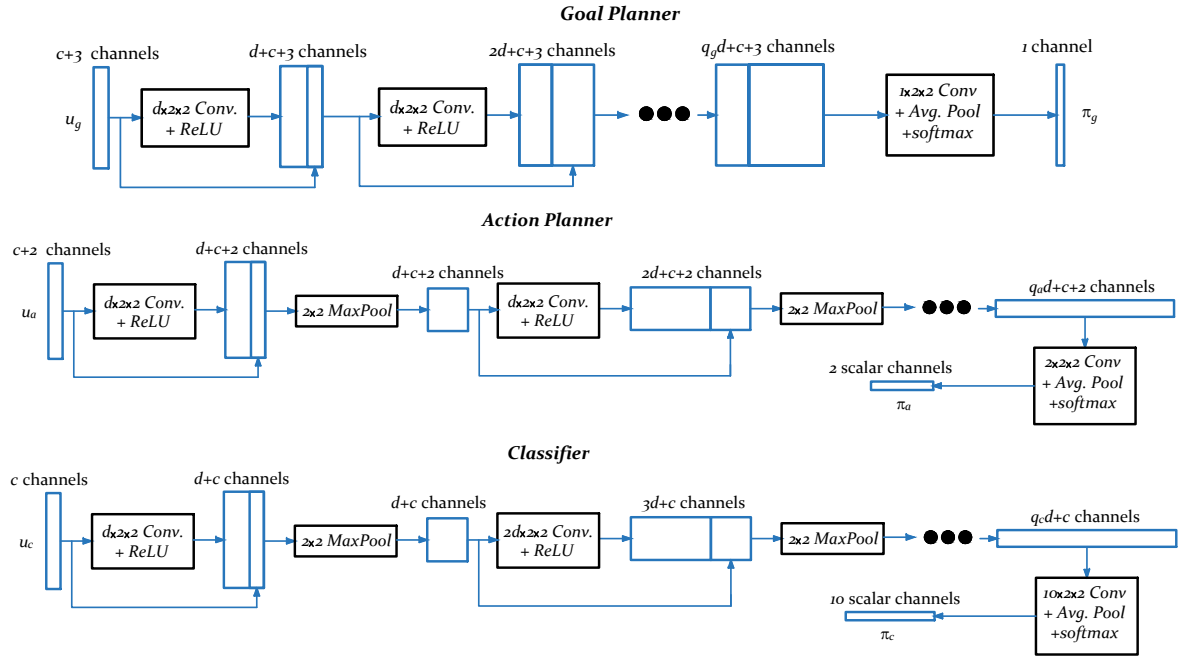 Goal Planner
c+3 channels
d+c+3 channels
2d+c+3 channels
q_g d+c+3 channels
1 channel
u_g
dx2x2 Conv.
+ ReLU
dx2x2 Conv.
+ ReLU
1x2x2 Conv
+ Avg. Pool
+softmax
π_g
Action Planner
c+2 channels
d+c+2 channels
d+c+2 channels
2d+c+2 channels
q_a d+c+2 channels
u_a
dx2x2 Conv.
+ ReLU
2x2 MaxPool
dx2x2 Conv.
+ ReLU
2x2 MaxPool
2 scalar channels
π_a
2x2x2 Conv
+ Avg. Pool
+softmax
Classifier
c channels
d+c channels
d+c channels
3d+c channels
q_c d+c channels
u_c
dx2x2 Conv.
+ ReLU
2x2 MaxPool
2dx2x2 Conv.
+ ReLU
2x2 MaxPool
10 scalar channels
π_c
10x2x2 Conv
+ Avg. Pool
+softmax